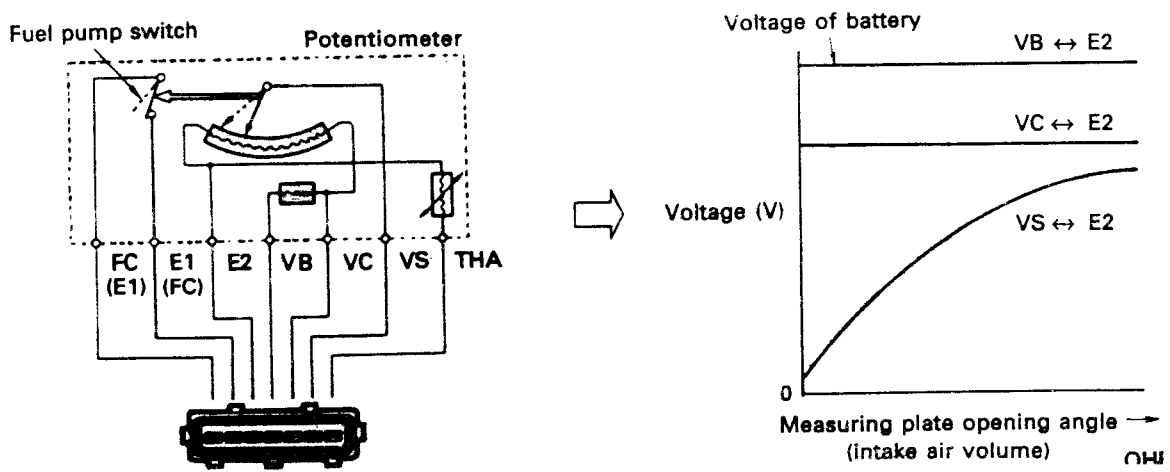 Fuel pump switch
Potentiometer
FC E1 E2 VB VC VS THA
(E1) (FC)
Voltage of battery
VB ↔ E2
VC ↔ E2
Voltage (V)
VS ↔ E2
0
Measuring plate opening angle →
(intake air volume)